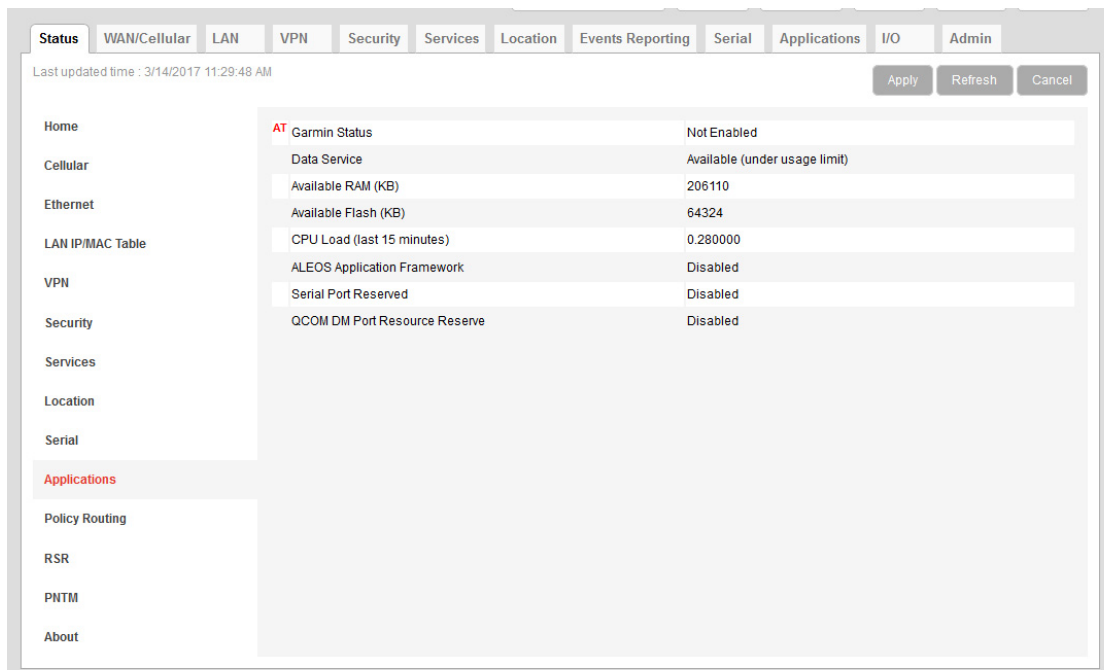 Status WAN/Cellular LAN VPN Security Services Location Events Reporting Serial Applications I/O Admin
Last updated time : 3/14/2017 11:29:48 AM
Apply Refresh Cancel
Home
Cellular
Ethernet
LAN IP/MAC Table
VPN
Security
Services
Location
Serial
Applications
Policy Routing
RSR
PNTM
About
AT Garmin Status Not Enabled
Data Service Available (under usage limit)
Available RAM (KB) 206110
Available Flash (KB) 64324
CPU Load (last 15 minutes) 0.280000
ALEOS Application Framework Disabled
Serial Port Reserved Disabled
QCOM DM Port Resource Reserve Disabled